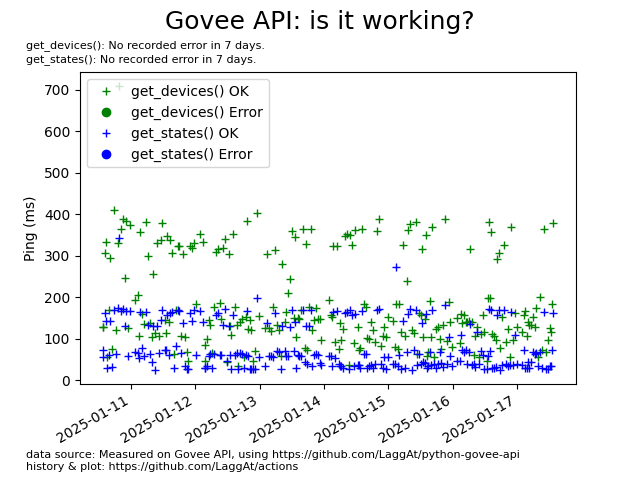 Govee API: is it working?
get_devices(): No recorded error in 7 days.
get_states(): No recorded error in 7 days.
700
600
500
400
300
200
100
0
Ping (ms)
get_devices() OK
get_devices() Error
get_states() OK
get_states() Error
2025-01-11
2025-01-12
2025-01-13
2025-01-14
2025-01-15
2025-01-16
2025-01-17
data source: Measured on Govee API, using https://github.com/LaggAt/python-govee-api
history & plot: https://github.com/LaggAt/actions